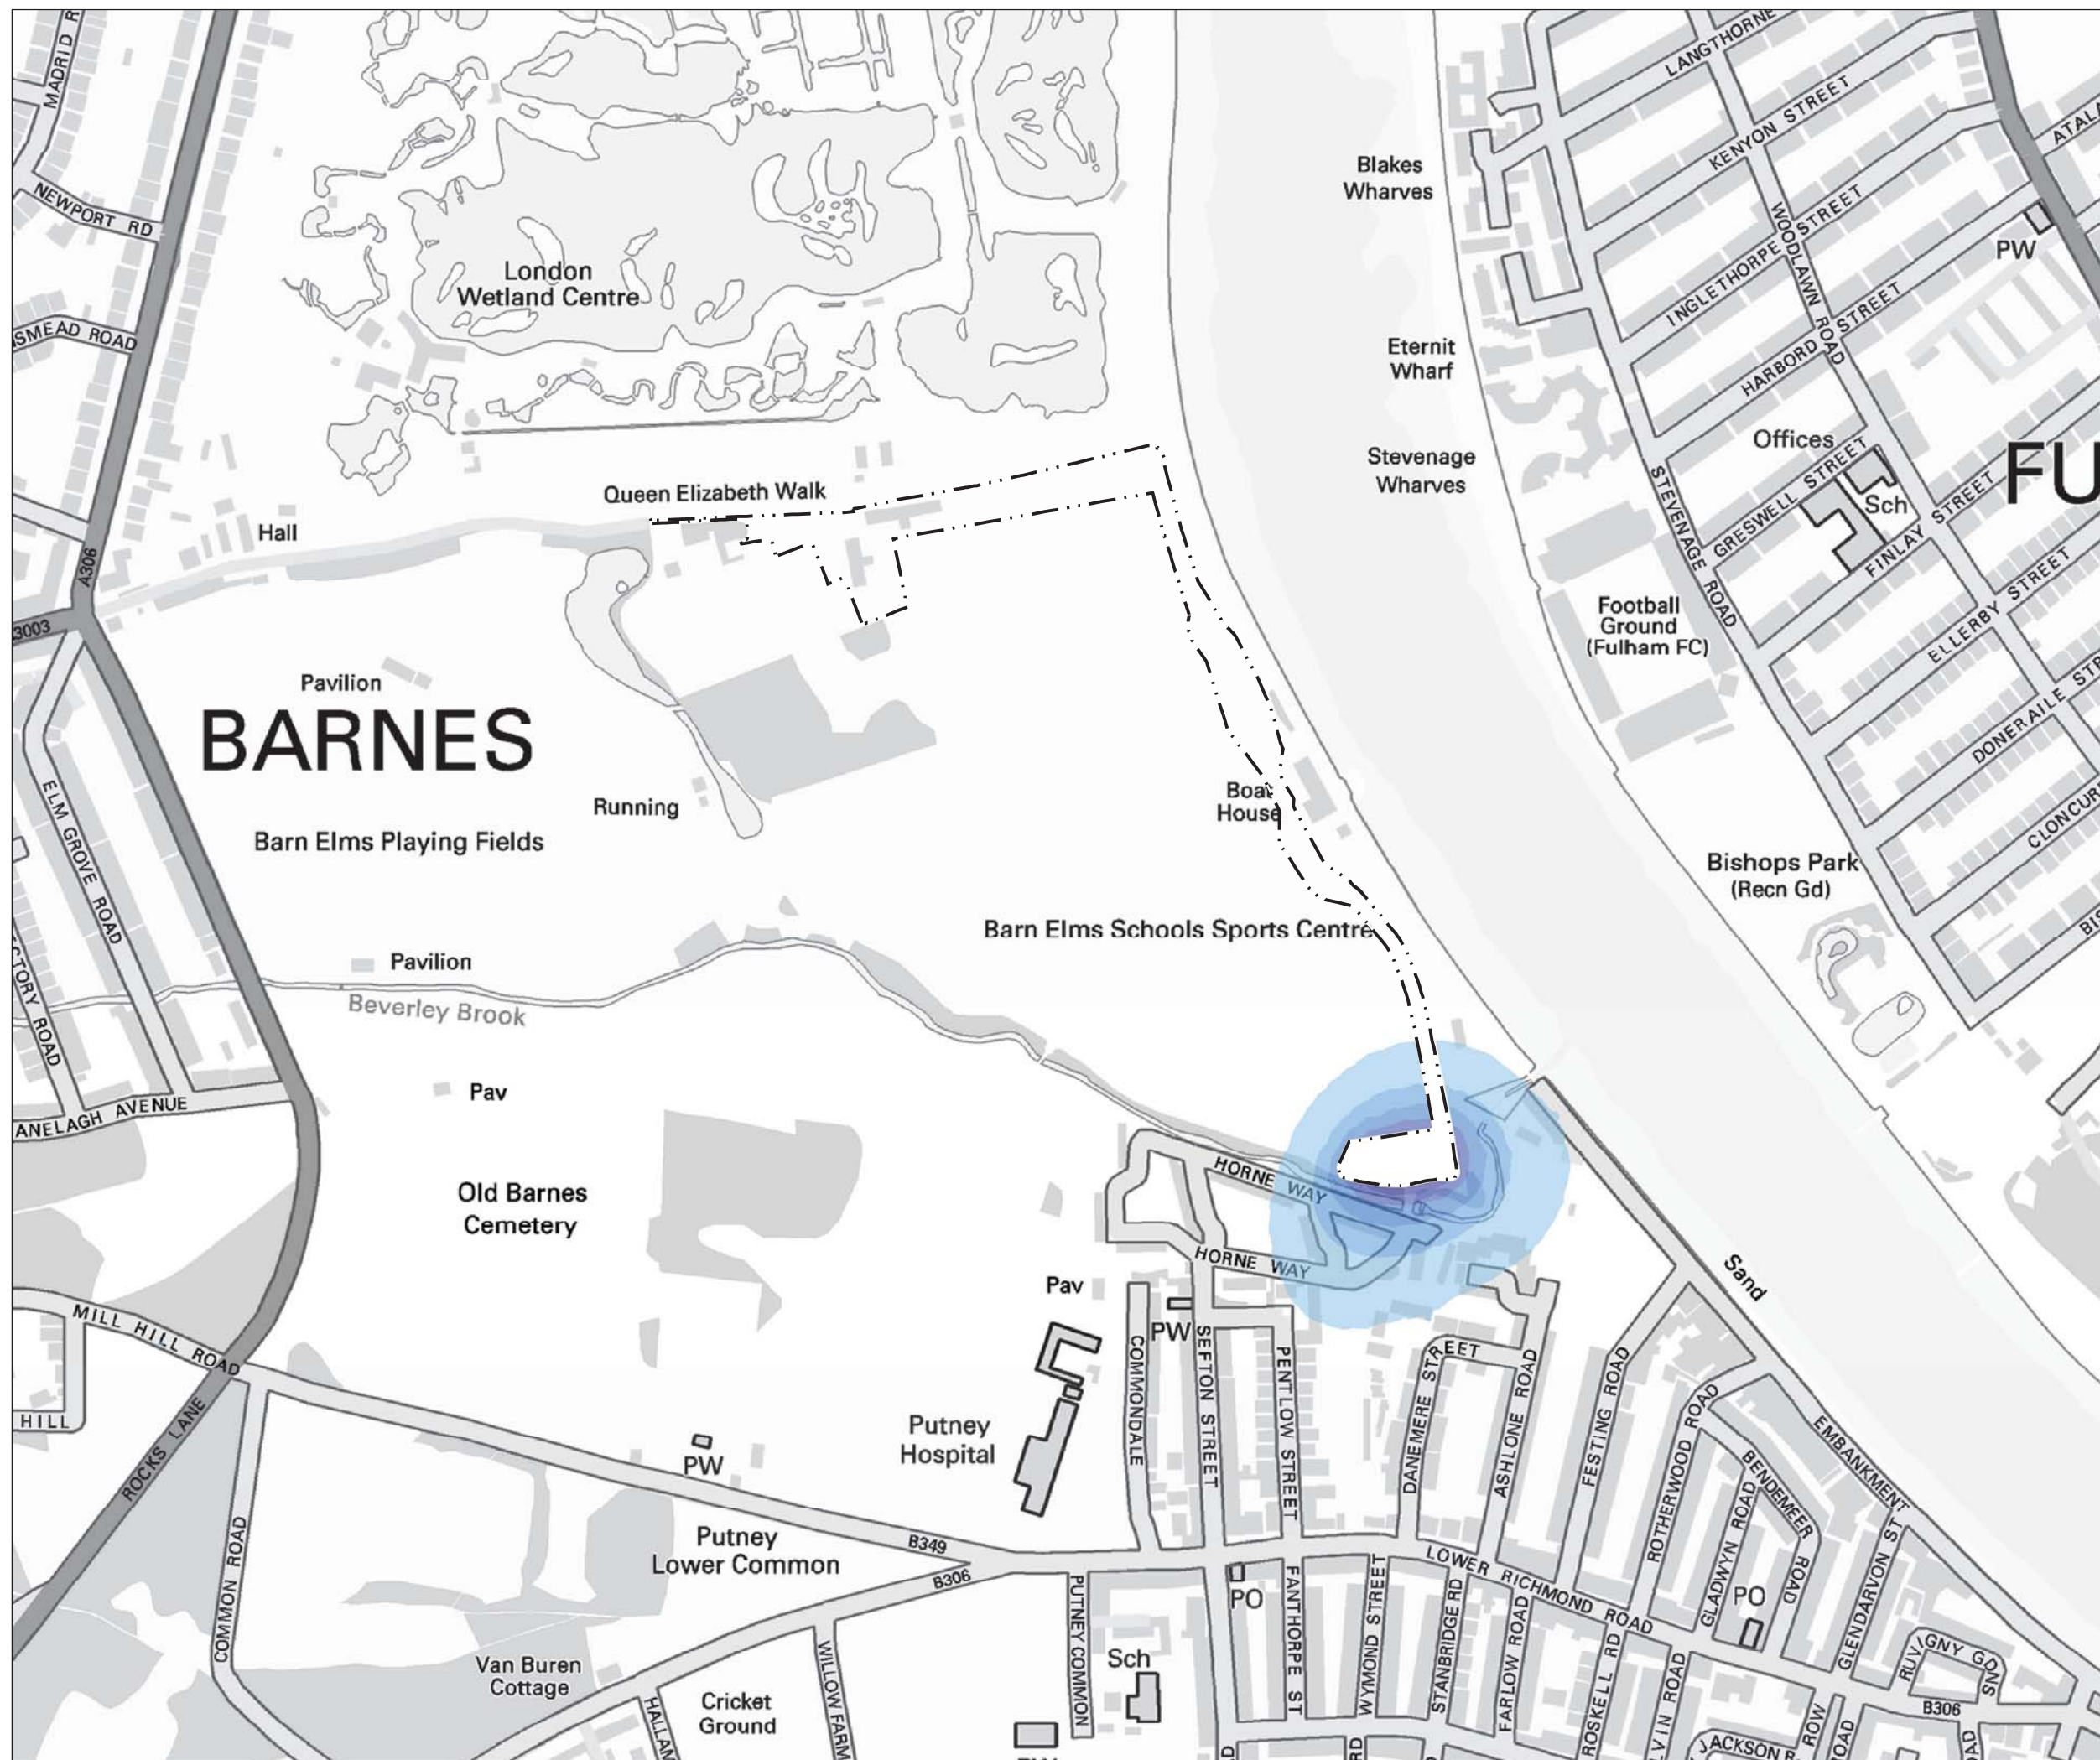 MADRID R
LANGTHORNE
KENYON STREET
ATALA
Blakes
Wharves
NEWPORT RD
WOODLAWN ROAD
INGLETHORPE STREET
PW
London
Wetland Centre
HARBORD STREET
SMEAD ROAD
Eternit
Wharf
Offices
Stevenage
Wharves
FU
Queen Elizabeth Walk
GRESWELL STREET
Sch
STEVENAGE ROAD
FINLAY STREET
Hall
A306
ELLERBY STREET
3003
Football
Ground
(Fulham FC)
Pavilion
BARNES
DONERAILE STR
Boat
House
Running
ELM GROVE ROAD
Barn Elms Playing Fields
CLONCUR
Bishops Park
(Recn Gd)
Barn Elms Schools Sports Centre
BIS
Pavilion
CTORY ROAD
Beverley Brook
Pav
ANELAGH AVENUE
HORNE WAY
Old Barnes
Cemetery
HORNE WAY
Sand
Pav
MILL HILL ROAD
PW
COMMONDALE
SEFTON STREET
PENTLOW STREET
DANEMERE STREET
ASHLONE ROAD
FESTING ROAD
ROTHERWOOD ROAD
EMBANKMENT
HILL
ROCKS LANE
Putney
Hospital
PW
BENDEMEER ROAD
GLADWYN ROAD
COMMON ROAD
Putney
Lower Common
B349
B306
LOWER RICHMOND ROAD
GLENDARVON ST
PO
PO
PUTNEY COMMON
FANTHORPE ST
WYMOND STREET
STANBRIDGE RD
FARLOW ROAD
ROSKELL RD
LVIN ROAD
RUVIGNY GDNS
Sch
Van Buren
Cottage
WILLOW FARM
HALLAM
Cricket
Ground
B306
JACKSON R
ROW
OAD
RD
D